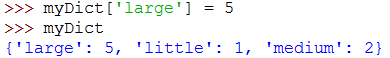 >>> myDict['large'] = 5
>>> myDict
{'large': 5, 'little': 1, 'medium': 2}